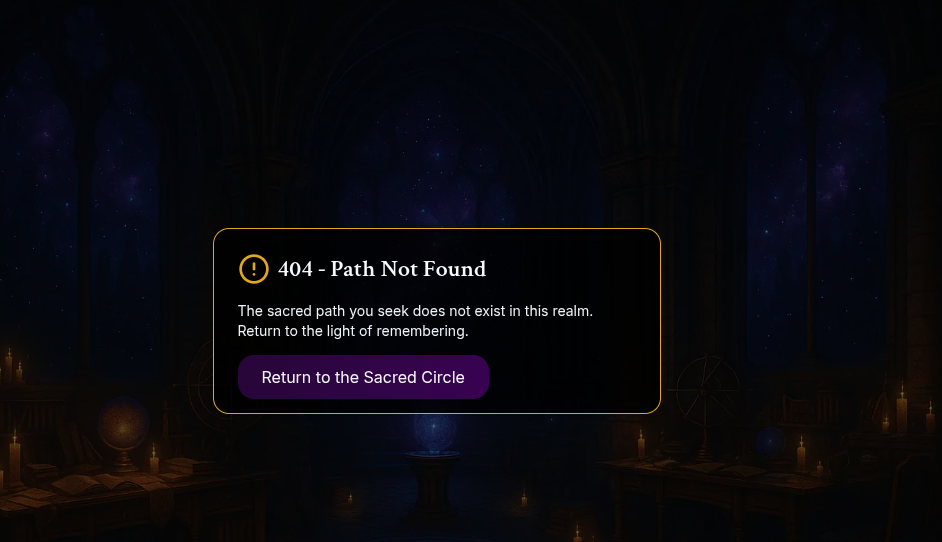 404 - Path Not Found
The sacred path you seek does not exist in this realm.
Return to the light of remembering.
Return to the Sacred Circle